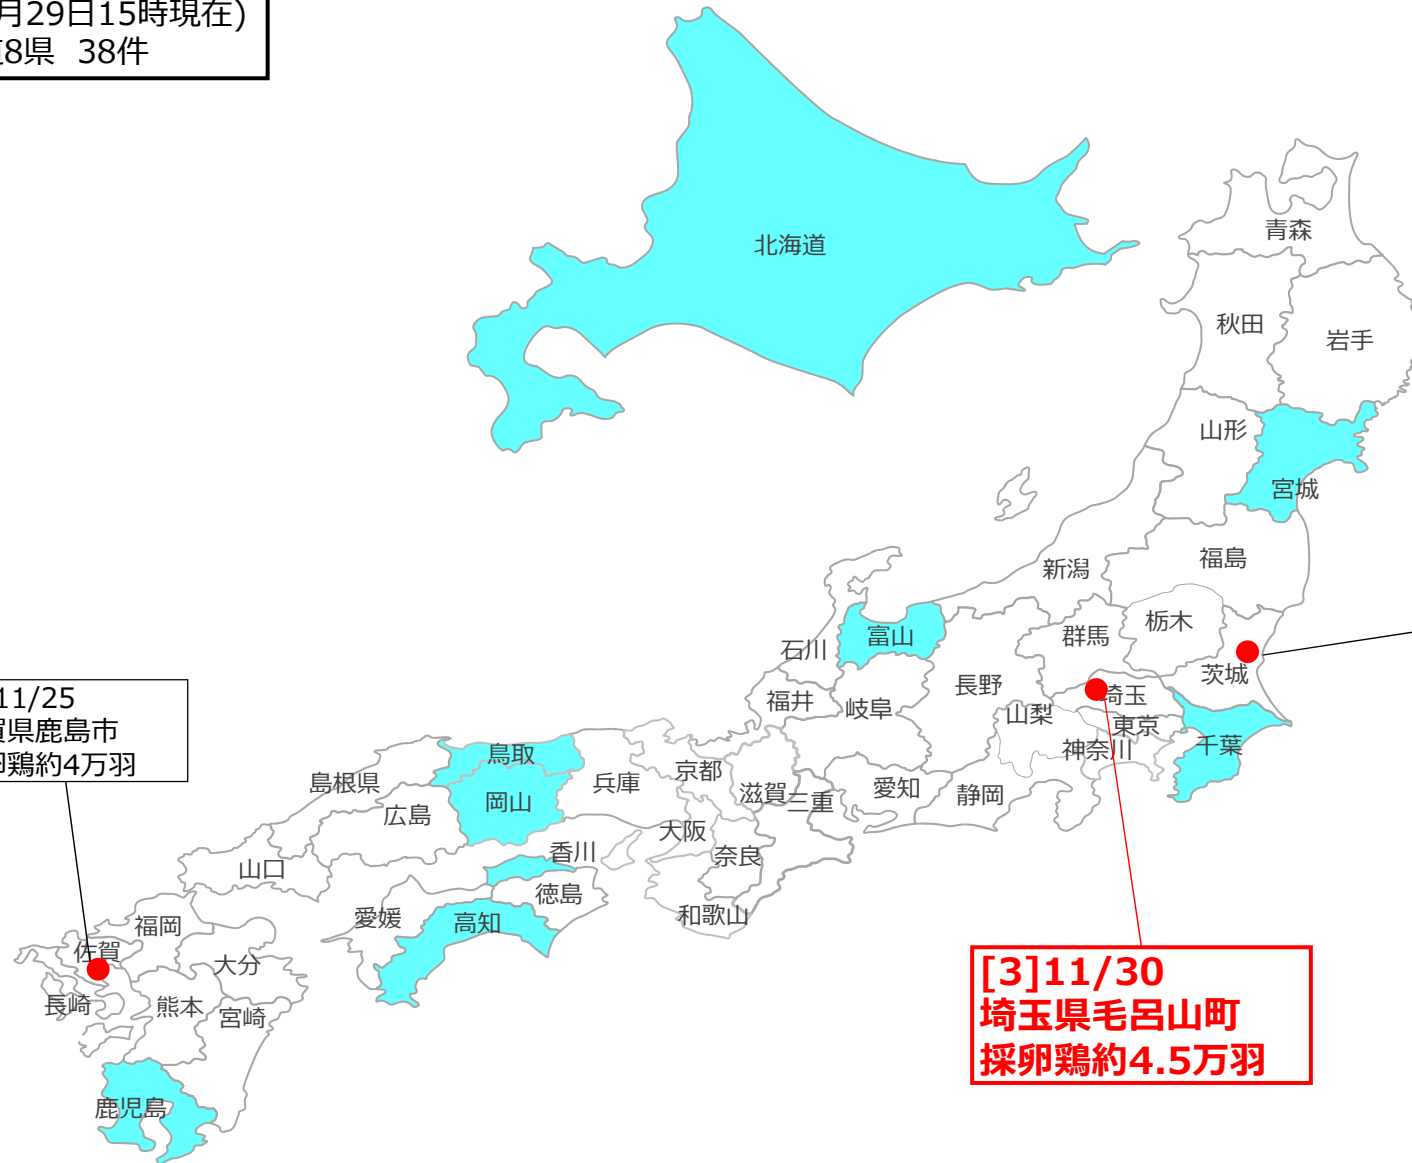 月29日15時現在)
道8県 38件
北海道
青森
秋田
岩手
山形
宮城
福島
新潟
栃木
群馬
富山
石川
茨城
長野
埼玉
福井
岐阜
山梨
東京
千葉
神奈川
11/25
賀県鹿島市
卵鶏約4万羽
鳥取
島根県
兵庫
京都
滋賀
三重
愛知
静岡
岡山
広島
大阪
香川
奈良
山口
徳島
和歌山
愛媛
高知
福岡
佐賀
大分
長崎
熊本
宮崎
鹿児島
[3]11/30
埼玉県毛呂山町
採卵鶏約4.5万羽